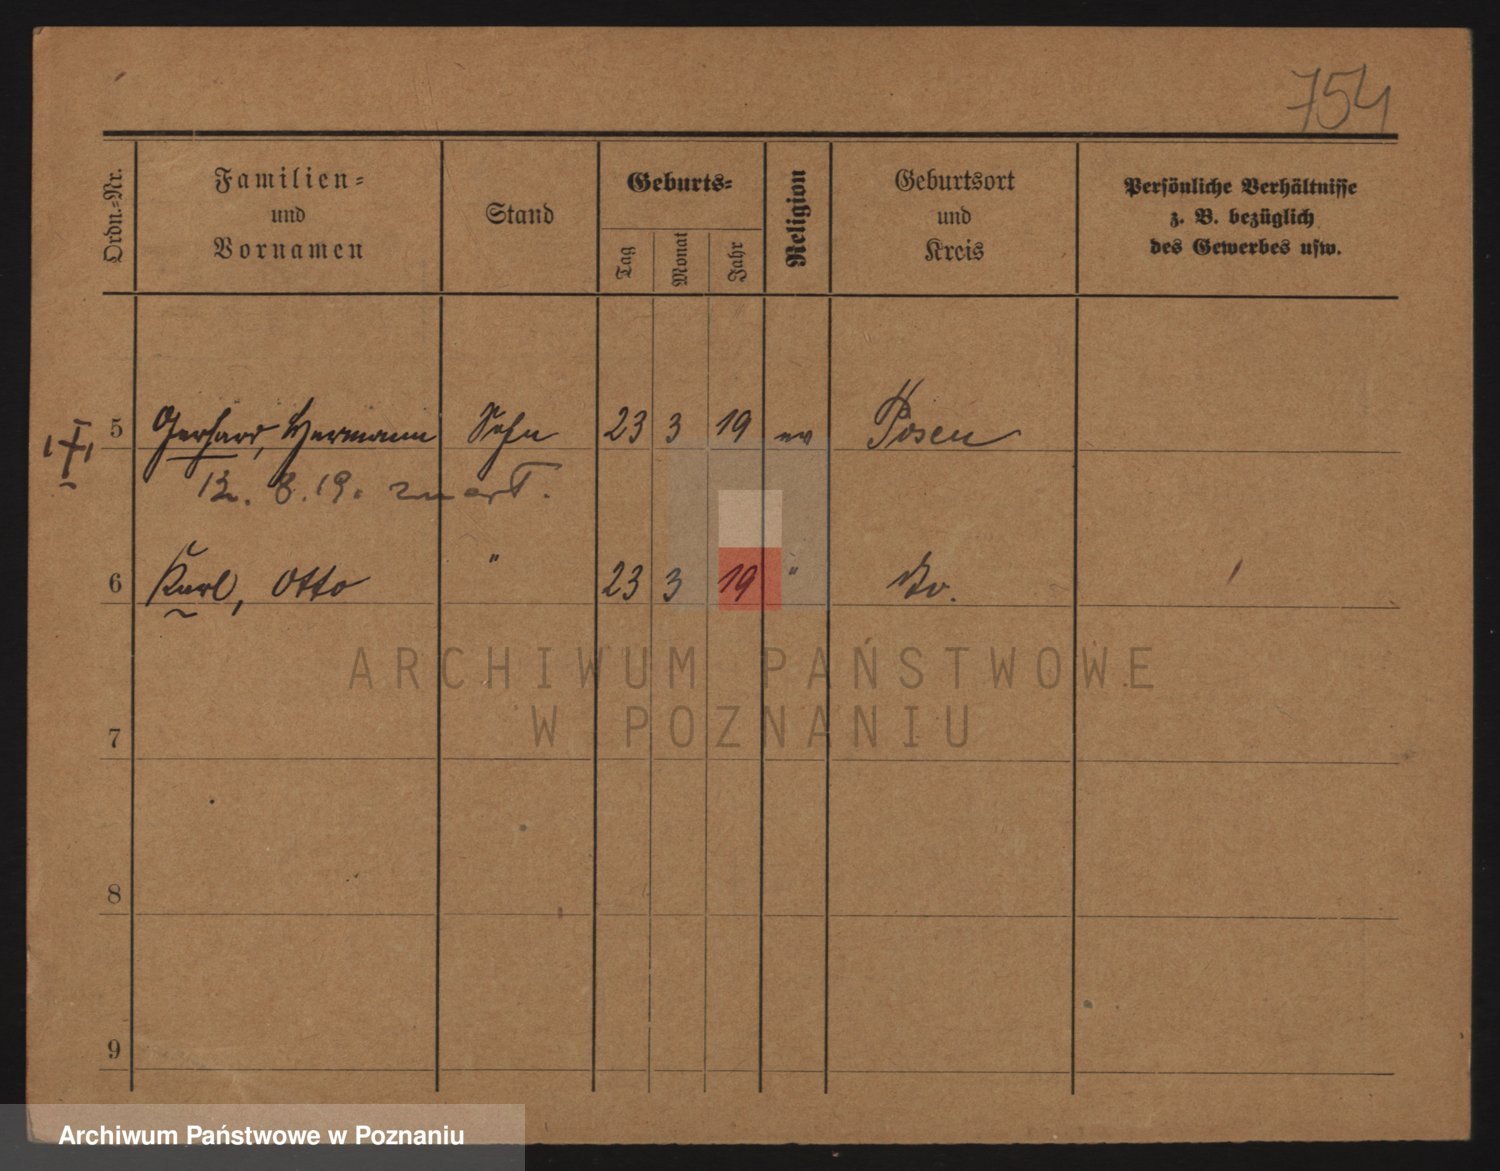 754
Ordn.-Nr.
Familien-
und
Vornamen
Stand
Geburts-
Tag
Monat
Jahr
Religion
Geburtsort
und
Kreis
Persönliche Verhältnisse
z. B. bezüglich
des Gewerbes usw.
5 Gerhard, Hermann Sohn 23 3 19 ev Posen
12. 8. 19. zmarł.
6 Karl, Otto " 23 3 19 " Do.
ARCHIWUM PAŃSTWOWE
W POZNANIU
7
8
9
Archiwum Państwowe w Poznaniu